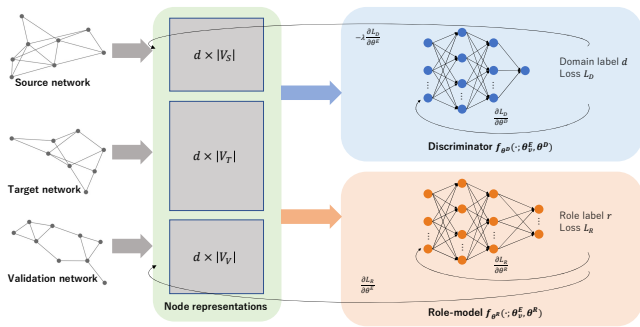 Source network
Target network
Validation network
d × |V_S|
d × |V_T|
d × |V_V|
Node representations
−λ ∂L_D/∂θ^E
Domain label d
Loss L_D
∂L_D/∂θ^D
Discriminator f_θ^D(·; θ_v^E, θ^D)
Role label r
Loss L_R
∂L_R/∂θ^R
∂L_R/∂θ^E
Role-model f_θ^R(·; θ_v^E, θ^R)